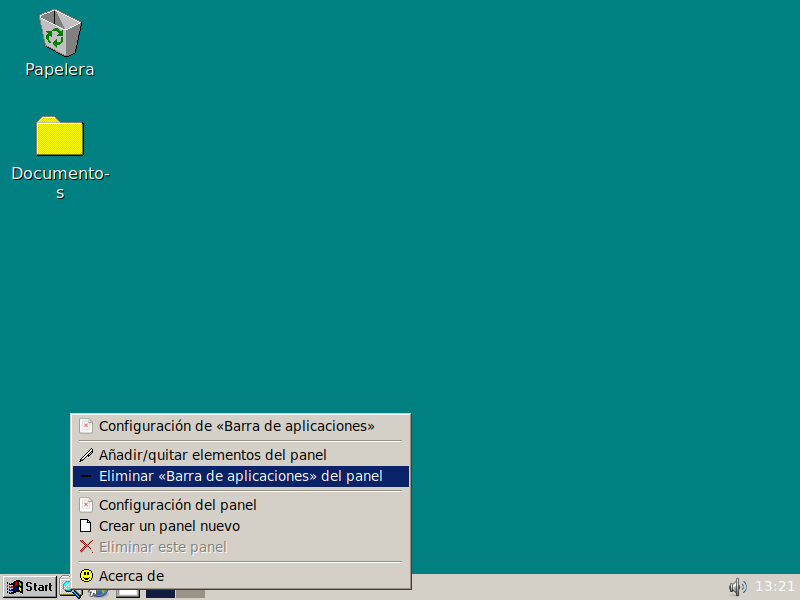 Papelera
Documento-
s
Configuración de «Barra de aplicaciones»
Añadir/quitar elementos del panel
Eliminar «Barra de aplicaciones» del panel
Configuración del panel
Crear un panel nuevo
Eliminar este panel
Acerca de
Start
13:21